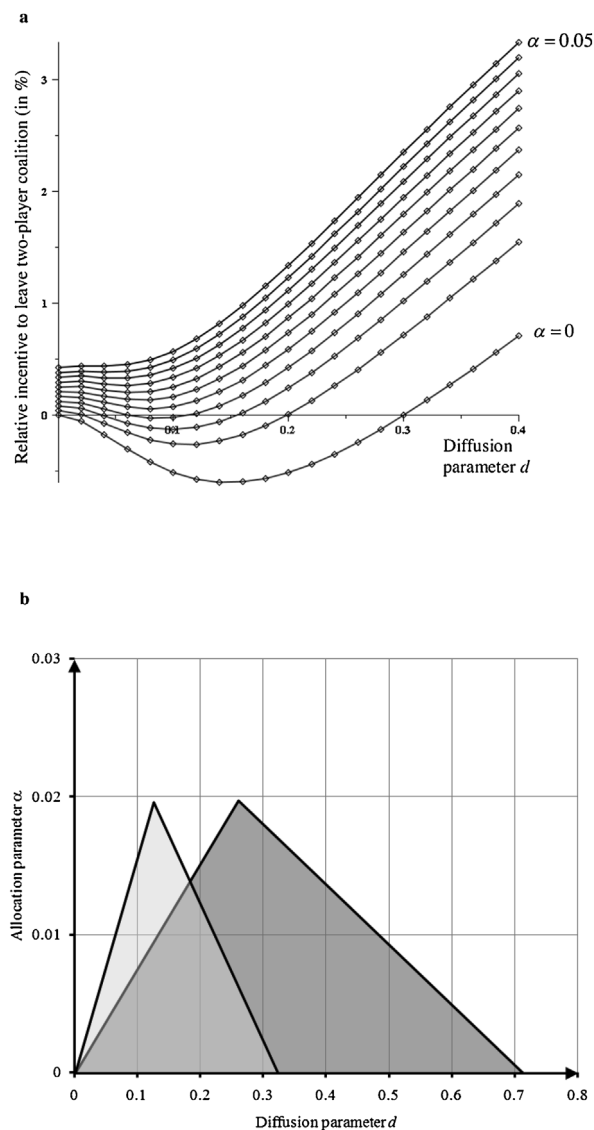 a
Relative incentive to leave two-player coalition (in %)
α = 0.05
3
2
1
α = 0
0
0.1
0.2
0.3
0.4
Diffusion
parameter d
b
0.03
0.02
0.01
0
Allocation parameter α
0
0.1
0.2
0.3
0.4
0.5
0.6
0.7
0.8
Diffusion parameter d